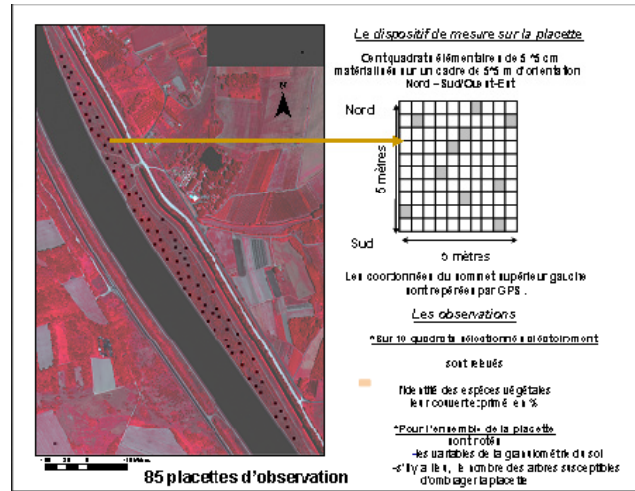 Le dispositif de mesure sur la placette
Cent quadrats élémentaires de 5*5 cm
matérialisés sur un cadre de 5*5 m d'orientation
Nord – Sud/Ouest-Est
N
Nord
5 mètres
Sud
5 mètres
Les coordonnées du sommet supérieur gauche
sont repérées par GPS.
Les observations
*Sur 10 quadrats sélectionnés aléatoirement
sont relevés
l'identité des espèces végétales
leur couvert exprimé en %
*Pour l'ensemble de la placette
sont notés
-les variables de la granulométrie du sol
-s'il y a lieu, le nombre des arbres susceptibles
d'ombrager la placette
85 placettes d'observation